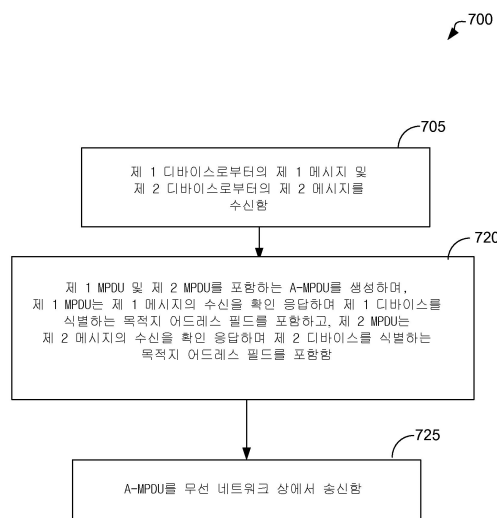 700
705
제 1 디바이스로부터의 제 1 메시지 및
제 2 디바이스로부터의 제 2 메시지를
수신함
720
제 1 MPDU 및 제 2 MPDU를 포함하는 A-MPDU를 생성하며,
제 1 MPDU는 제 1 메시지의 수신을 확인 응답하며 제 1 디바이스를
식별하는 목적지 어드레스 필드를 포함하고, 제 2 MPDU는
제 2 메시지의 수신을 확인 응답하며 제 2 디바이스를 식별하는
목적지 어드레스 필드를 포함함
725
A-MPDU를 무선 네트워크 상에서 송신함